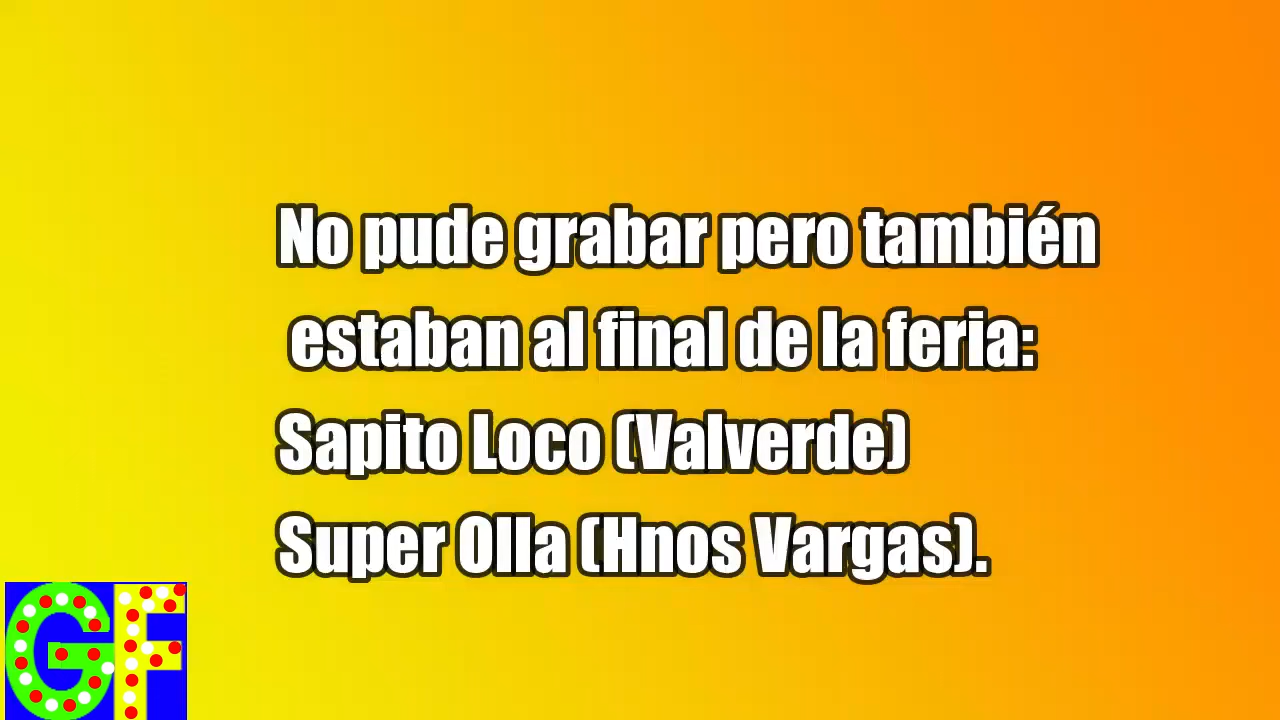 No pude grabar pero también
estaban al final de la feria:
Sapito Loco (Valverde)
Super Olla (Hnos Vargas).
GF